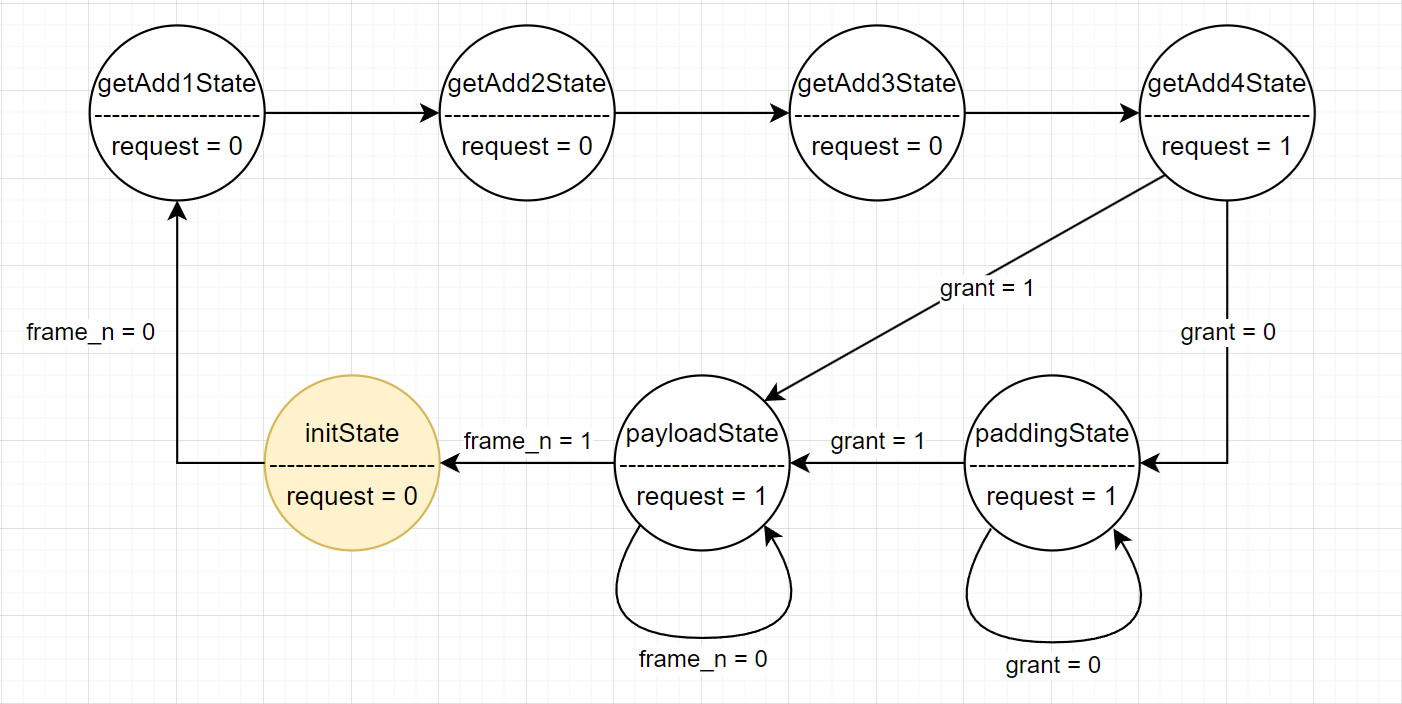 getAdd1State
request = 0
getAdd2State
request = 0
getAdd3State
request = 0
getAdd4State
request = 1
grant = 1
frame_n = 0
grant = 0
initState
request = 0
frame_n = 1
payloadState
request = 1
grant = 1
paddingState
request = 1
frame_n = 0
grant = 0